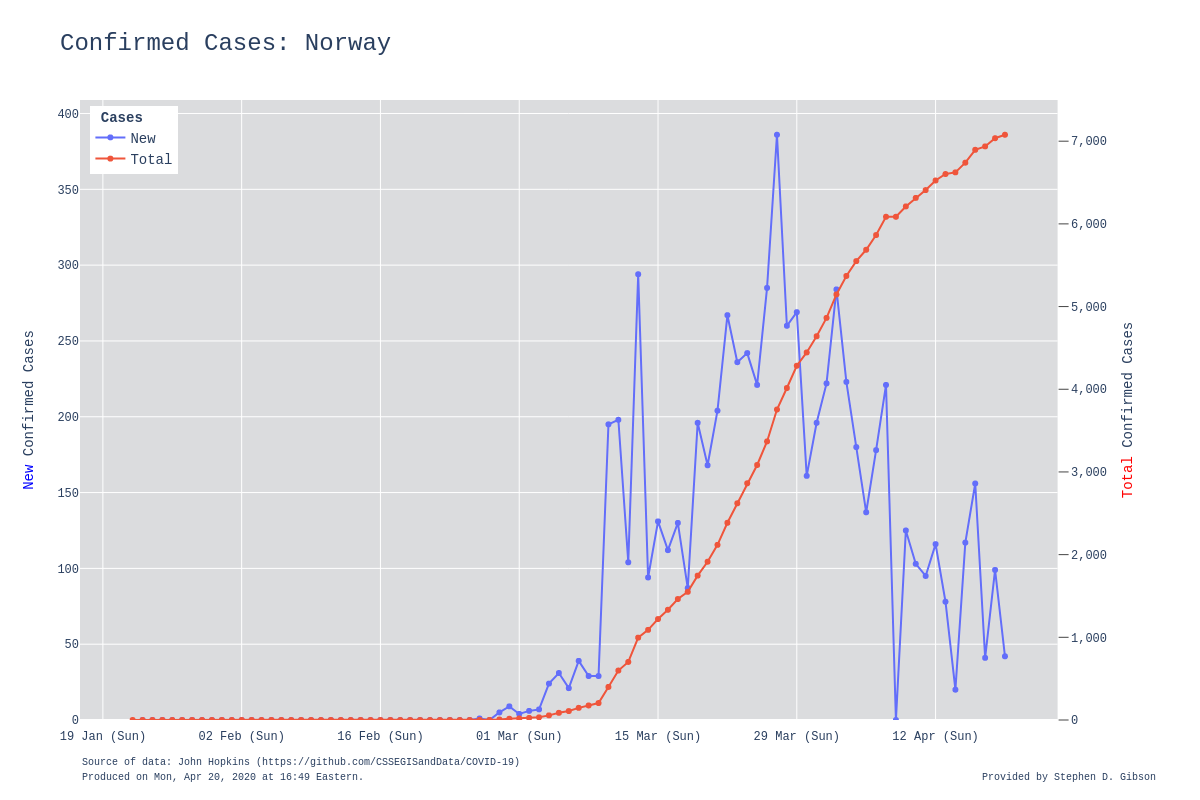 Confirmed Cases: Norway
Cases
New
Total
400
350
300
250
200
150
100
50
0
7,000
6,000
5,000
4,000
3,000
2,000
1,000
0
New Confirmed Cases
Total Confirmed Cases
19 Jan (Sun) 02 Feb (Sun) 16 Feb (Sun) 01 Mar (Sun) 15 Mar (Sun) 29 Mar (Sun) 12 Apr (Sun)
Source of data: John Hopkins (https://github.com/CSSEGISandData/COVID-19)
Produced on Mon, Apr 20, 2020 at 16:49 Eastern.
Provided by Stephen D. Gibson